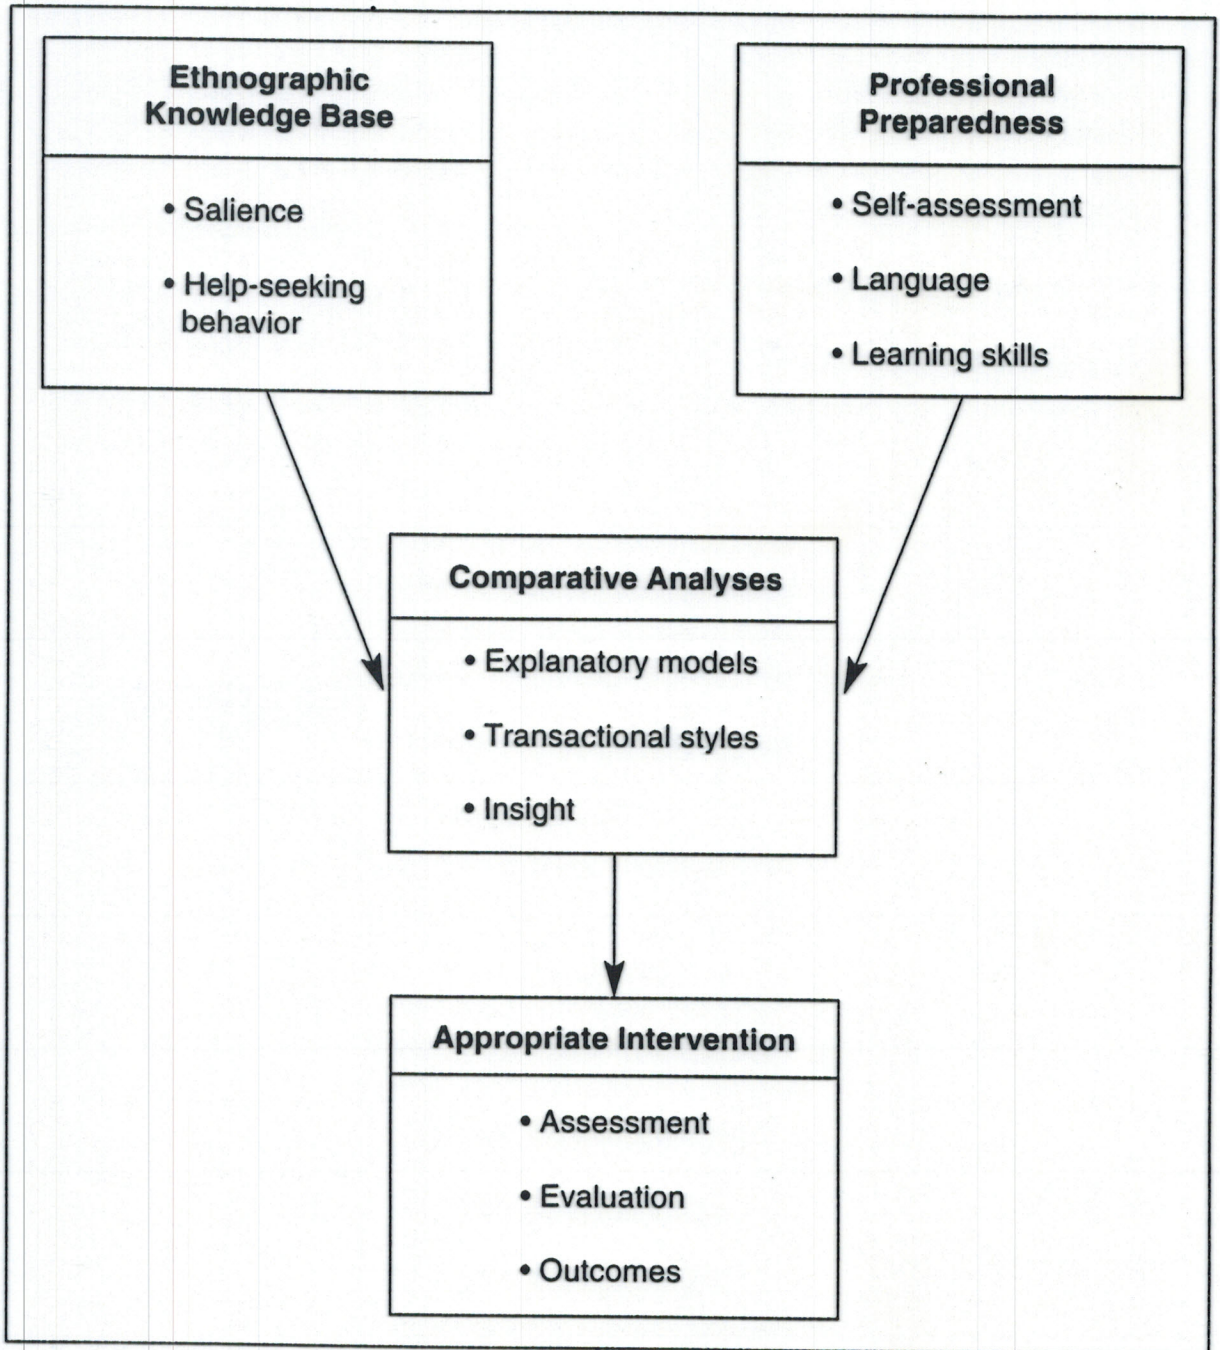 Ethnographic
Knowledge Base
• Salience
• Help-seeking
behavior
Professional
Preparedness
• Self-assessment
• Language
• Learning skills
Comparative Analyses
• Explanatory models
• Transactional styles
• Insight
Appropriate Intervention
• Assessment
• Evaluation
• Outcomes